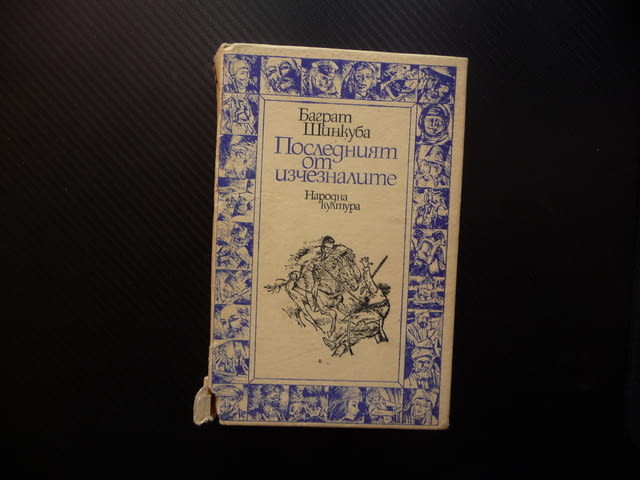 Баграт
Шинкуба
Последният
от
изчезналите
Народна
култура